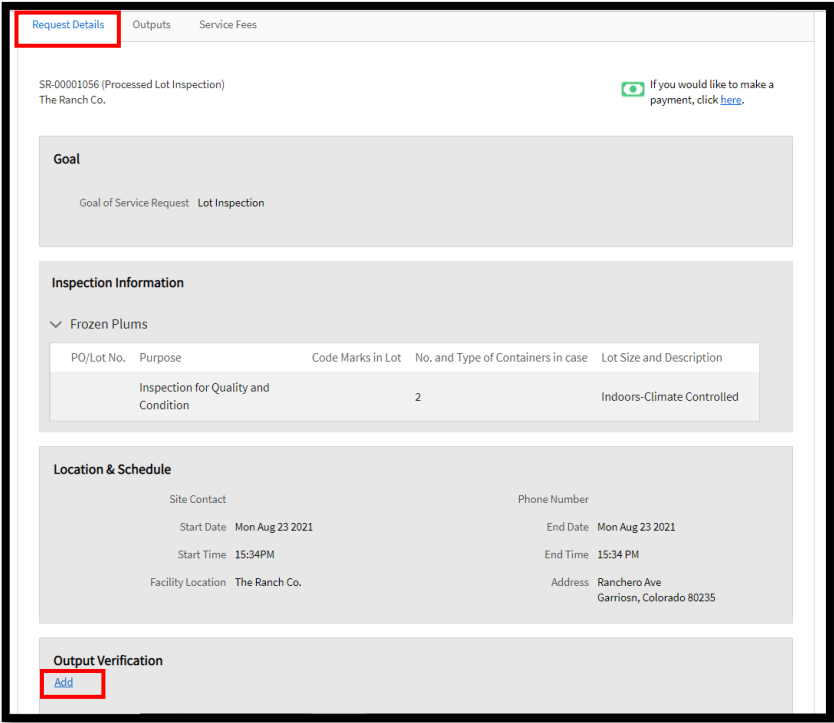 Request Details Outputs Service Fees
SR-00001056 (Processed Lot Inspection)
The Ranch Co.
If you would like to make a
payment, click here.
Goal
Goal of Service Request Lot Inspection
Inspection Information
Frozen Plums
PO/Lot No. Purpose Code Marks in Lot No. and Type of Containers in case Lot Size and Description
Inspection for Quality and
Condition
2
Indoors-Climate Controlled
Location & Schedule
Site Contact Phone Number
Start Date Mon Aug 23 2021 End Date Mon Aug 23 2021
Start Time 15:34PM End Time 15:34 PM
Facility Location The Ranch Co. Address Ranchero Ave
Garriosn, Colorado 80235
Output Verification
Add